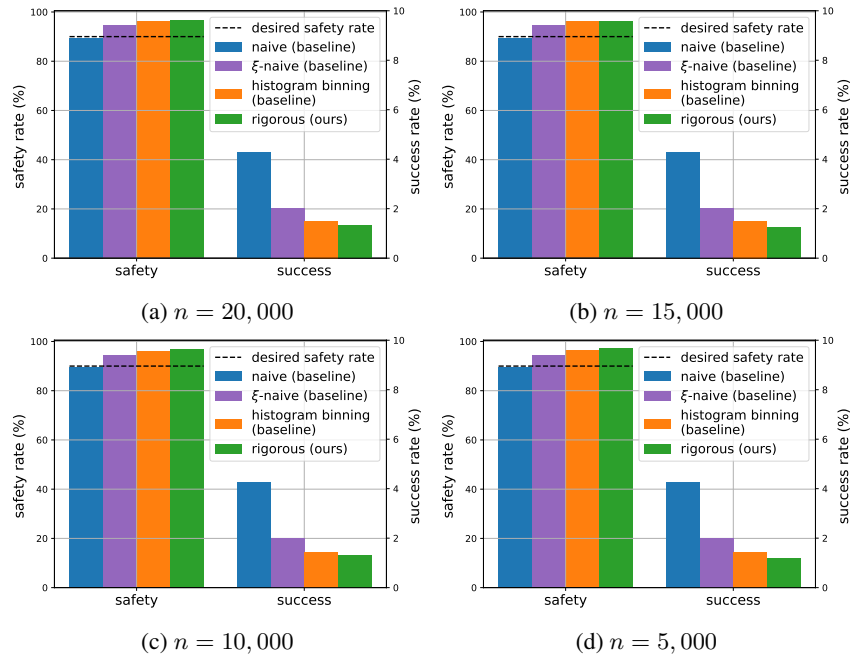 100
80
60
40
20
0
safety rate (%)
desired safety rate
naive (baseline)
ξ-naive (baseline)
histogram binning
(baseline)
rigorous (ours)
10
8
6
4
2
0
success rate (%)
safety
success
(a) n = 20,000
100
80
60
40
20
0
safety rate (%)
desired safety rate
naive (baseline)
ξ-naive (baseline)
histogram binning
(baseline)
rigorous (ours)
10
8
6
4
2
0
success rate (%)
safety
success
(b) n = 15,000
100
80
60
40
20
0
safety rate (%)
desired safety rate
naive (baseline)
ξ-naive (baseline)
histogram binning
(baseline)
rigorous (ours)
10
8
6
4
2
0
success rate (%)
safety
success
(c) n = 10,000
100
80
60
40
20
0
safety rate (%)
desired safety rate
naive (baseline)
ξ-naive (baseline)
histogram binning
(baseline)
rigorous (ours)
10
8
6
4
2
0
success rate (%)
safety
success
(d) n = 5,000